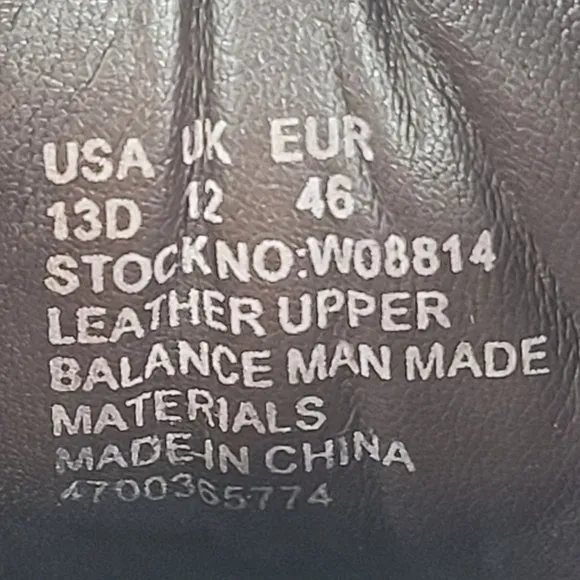 USA UK EUR
13D 12 46
STOCKNO:W08814
LEATHER UPPER
BALANCE MAN MADE
MATERIALS
MADE IN CHINA
4700365774